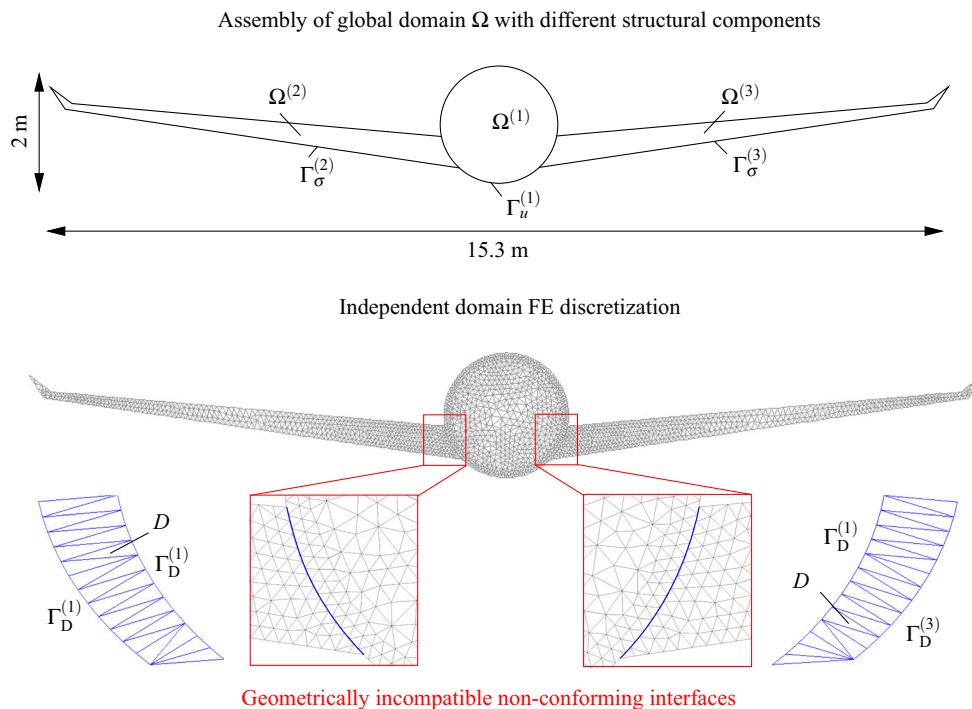 Assembly of global domain Ω with different structural components
Ω⁽²⁾
Ω⁽¹⁾
Ω⁽³⁾
2 m
Γσ⁽²⁾
Γσ⁽³⁾
Γu⁽¹⁾
15.3 m
Independent domain FE discretization
D
ΓD⁽¹⁾
ΓD⁽¹⁾
ΓD⁽¹⁾
D
ΓD⁽³⁾
Geometrically incompatible non-conforming interfaces